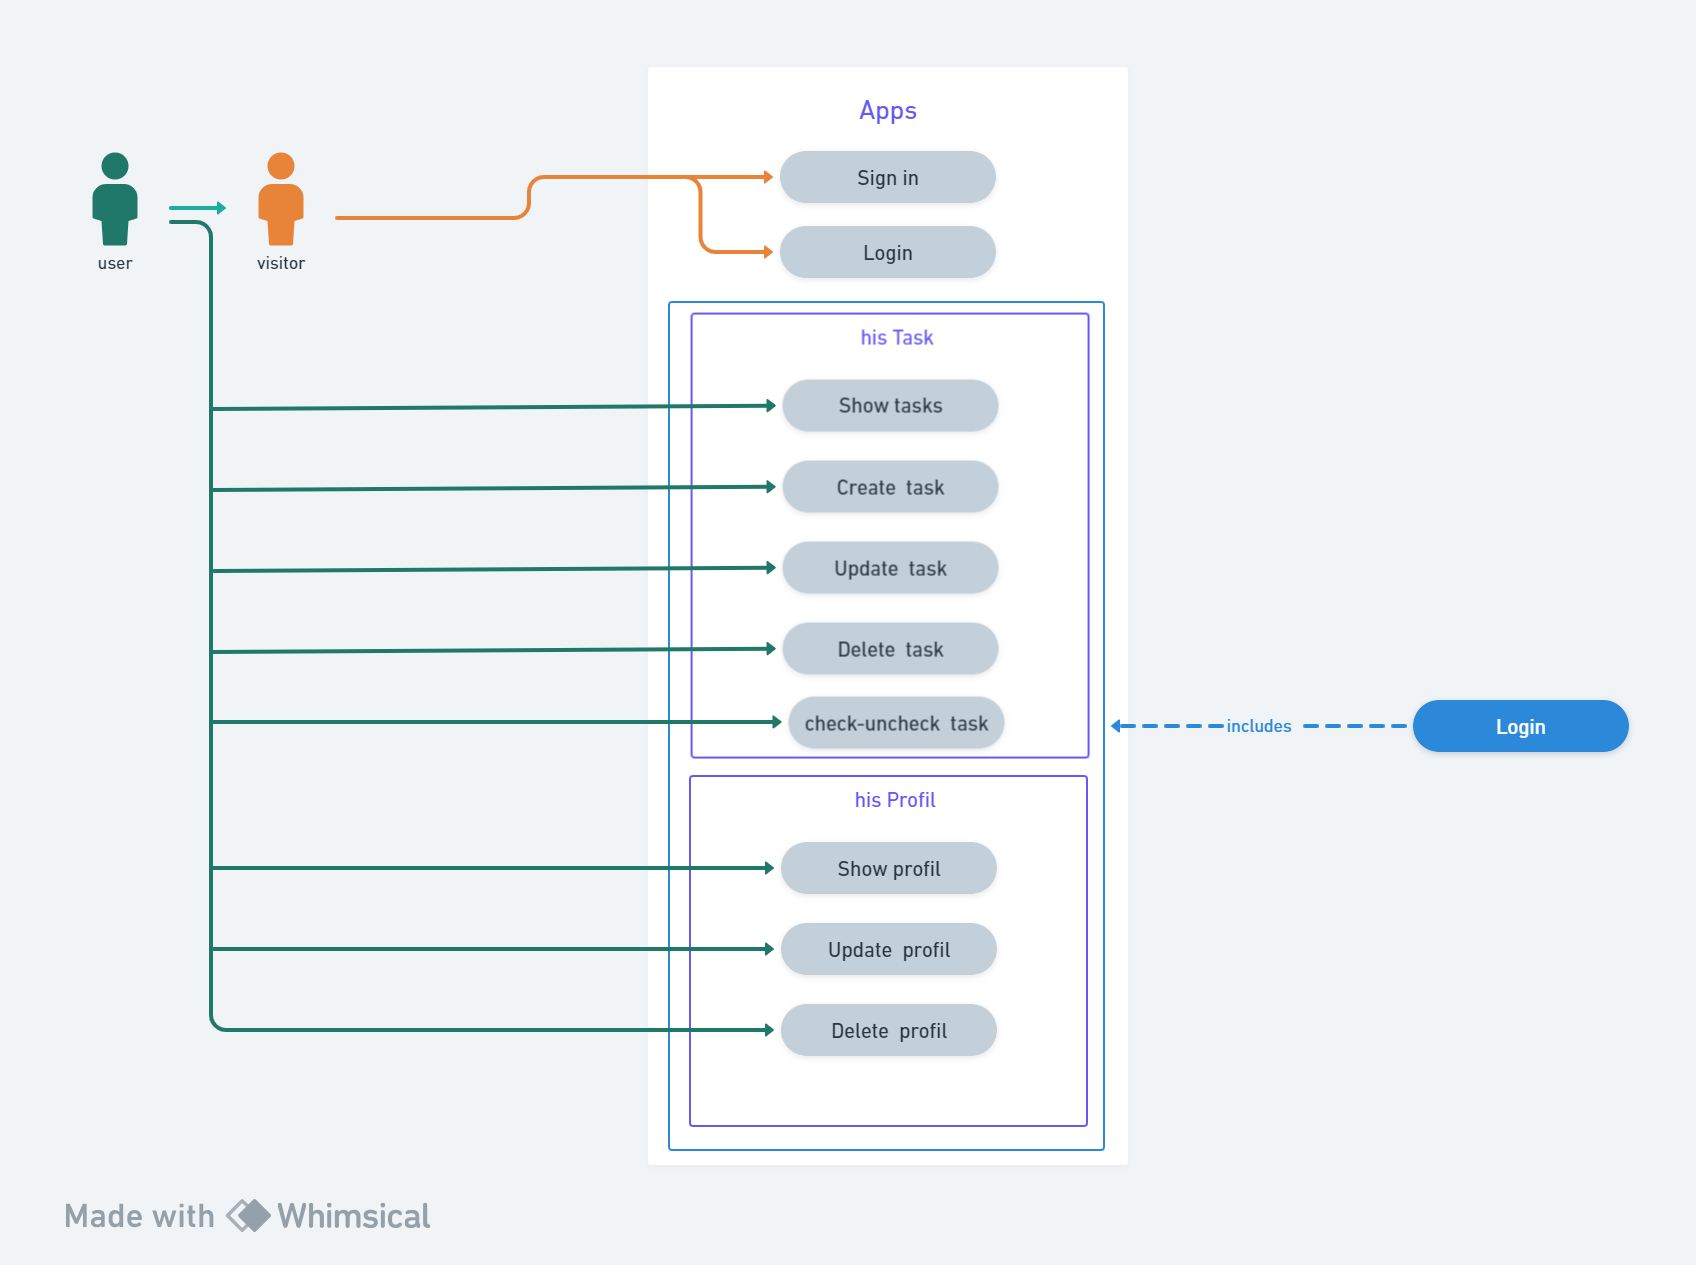 Apps
Sign in
user
visitor
Login
his Task
Show tasks
Create task
Update task
Delete task
check-uncheck task
includes
Login
his Profil
Show profil
Update profil
Delete profil
Made with Whimsical